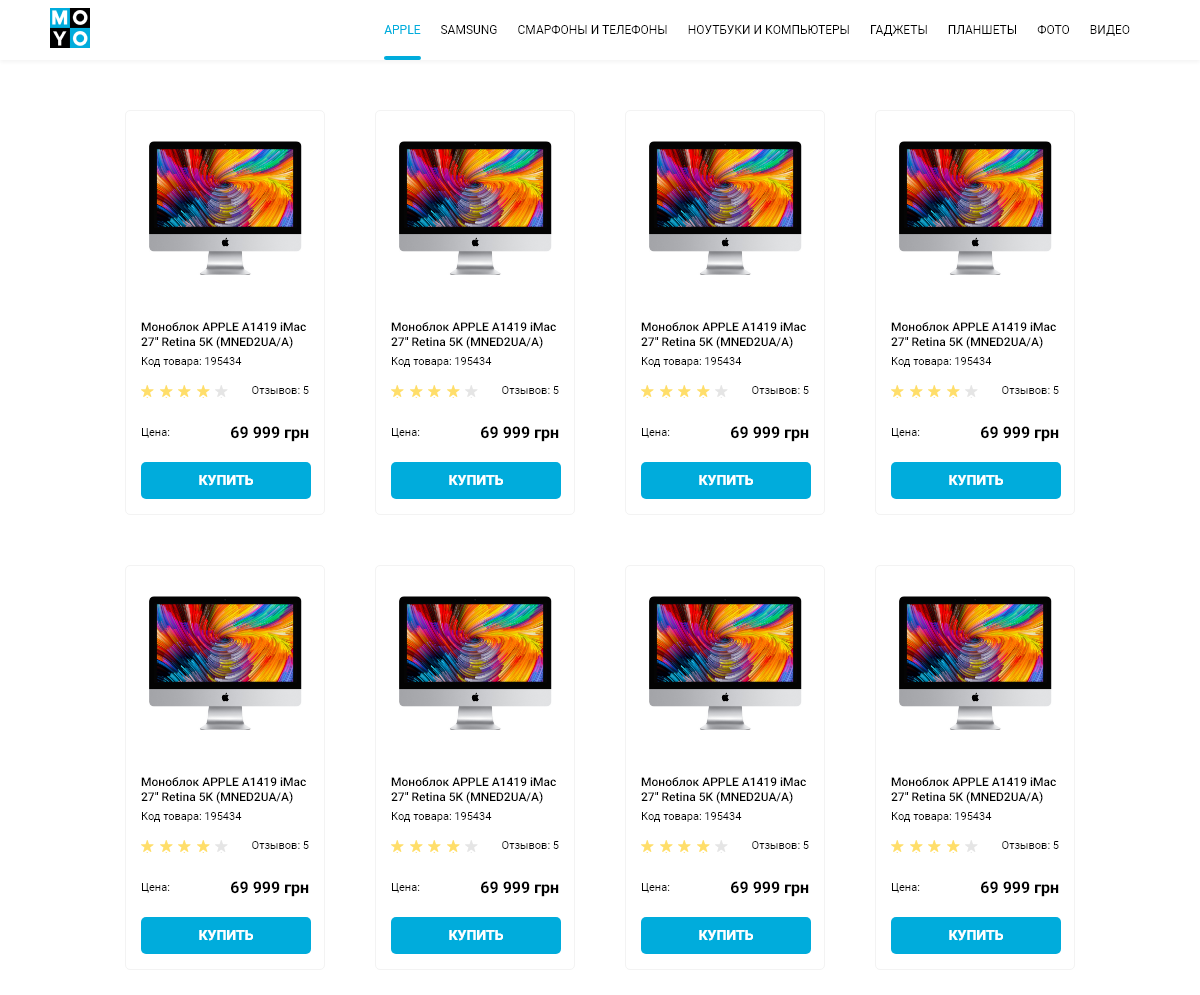 MO
YO
APPLE SAMSUNG СМАРФОНЫ И ТЕЛЕФОНЫ НОУТБУКИ И КОМПЬЮТЕРЫ ГАДЖЕТЫ ПЛАНШЕТЫ ФОТО ВИДЕО
Моноблок APPLE A1419 iMac
27" Retina 5K (MNED2UA/A)
Код товара: 195434
Отзывов: 5
Цена: 69 999 грн
КУПИТЬ
Моноблок APPLE A1419 iMac
27" Retina 5K (MNED2UA/A)
Код товара: 195434
Отзывов: 5
Цена: 69 999 грн
КУПИТЬ
Моноблок APPLE A1419 iMac
27" Retina 5K (MNED2UA/A)
Код товара: 195434
Отзывов: 5
Цена: 69 999 грн
КУПИТЬ
Моноблок APPLE A1419 iMac
27" Retina 5K (MNED2UA/A)
Код товара: 195434
Отзывов: 5
Цена: 69 999 грн
КУПИТЬ
Моноблок APPLE A1419 iMac
27" Retina 5K (MNED2UA/A)
Код товара: 195434
Отзывов: 5
Цена: 69 999 грн
КУПИТЬ
Моноблок APPLE A1419 iMac
27" Retina 5K (MNED2UA/A)
Код товара: 195434
Отзывов: 5
Цена: 69 999 грн
КУПИТЬ
Моноблок APPLE A1419 iMac
27" Retina 5K (MNED2UA/A)
Код товара: 195434
Отзывов: 5
Цена: 69 999 грн
КУПИТЬ
Моноблок APPLE A1419 iMac
27" Retina 5K (MNED2UA/A)
Код товара: 195434
Отзывов: 5
Цена: 69 999 грн
КУПИТЬ